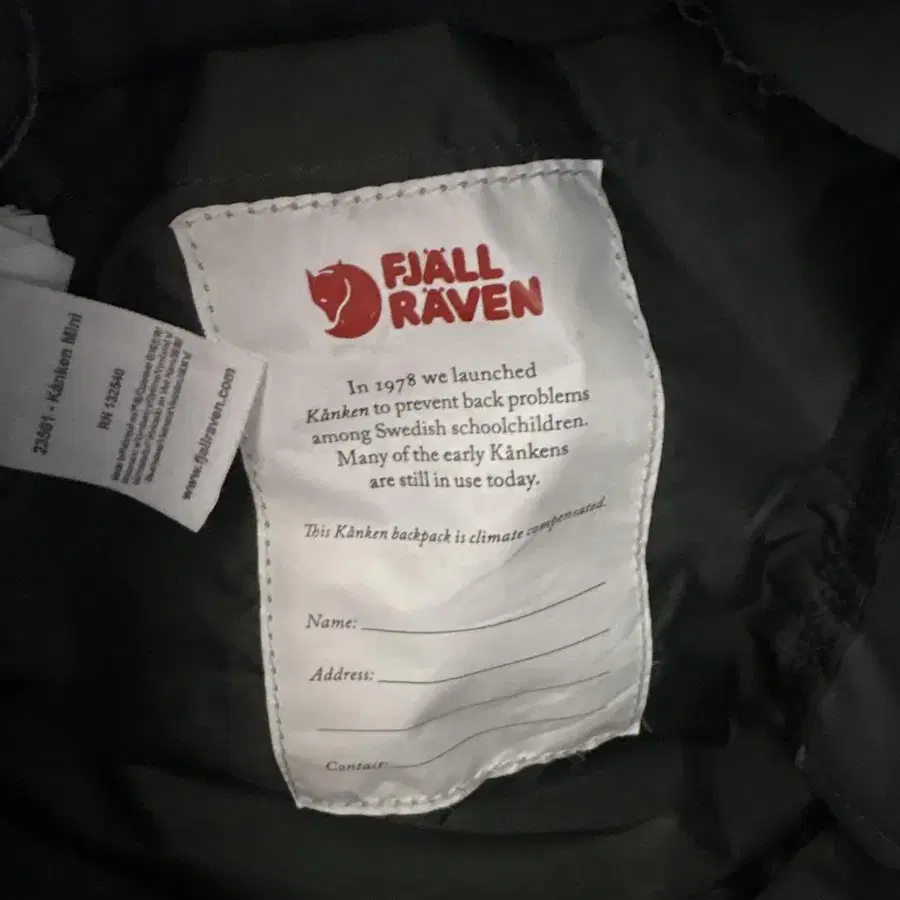 FJÄLL
RÄVEN
In 1978 we launched
Kånken to prevent back problems
among Swedish schoolchildren.
Many of the early Kånkens
are still in use today.
This Kånken backpack is climate compensated.
Name:
Address:
Contact:
23561 - Kånken Mini
RN 132540
www.fjallraven.com